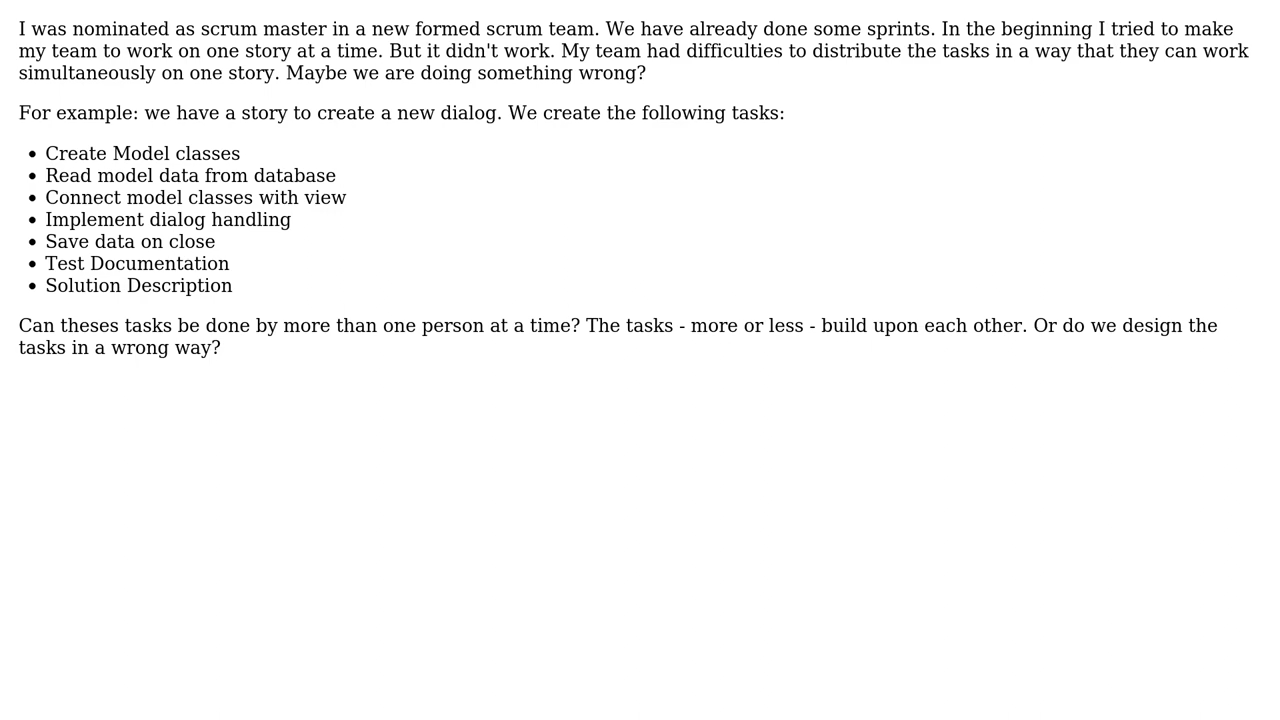 I was nominated as scrum master in a new formed scrum team. We have already done some sprints. In the beginning I tried to make
my team to work on one story at a time. But it didn't work. My team had difficulties to distribute the tasks in a way that they can work
simultaneously on one story. Maybe we are doing something wrong?
For example: we have a story to create a new dialog. We create the following tasks:
• Create Model classes
• Read model data from database
• Connect model classes with view
• Implement dialog handling
• Save data on close
• Test Documentation
• Solution Description
Can theses tasks be done by more than one person at a time? The tasks - more or less - build upon each other. Or do we design the
tasks in a wrong way?